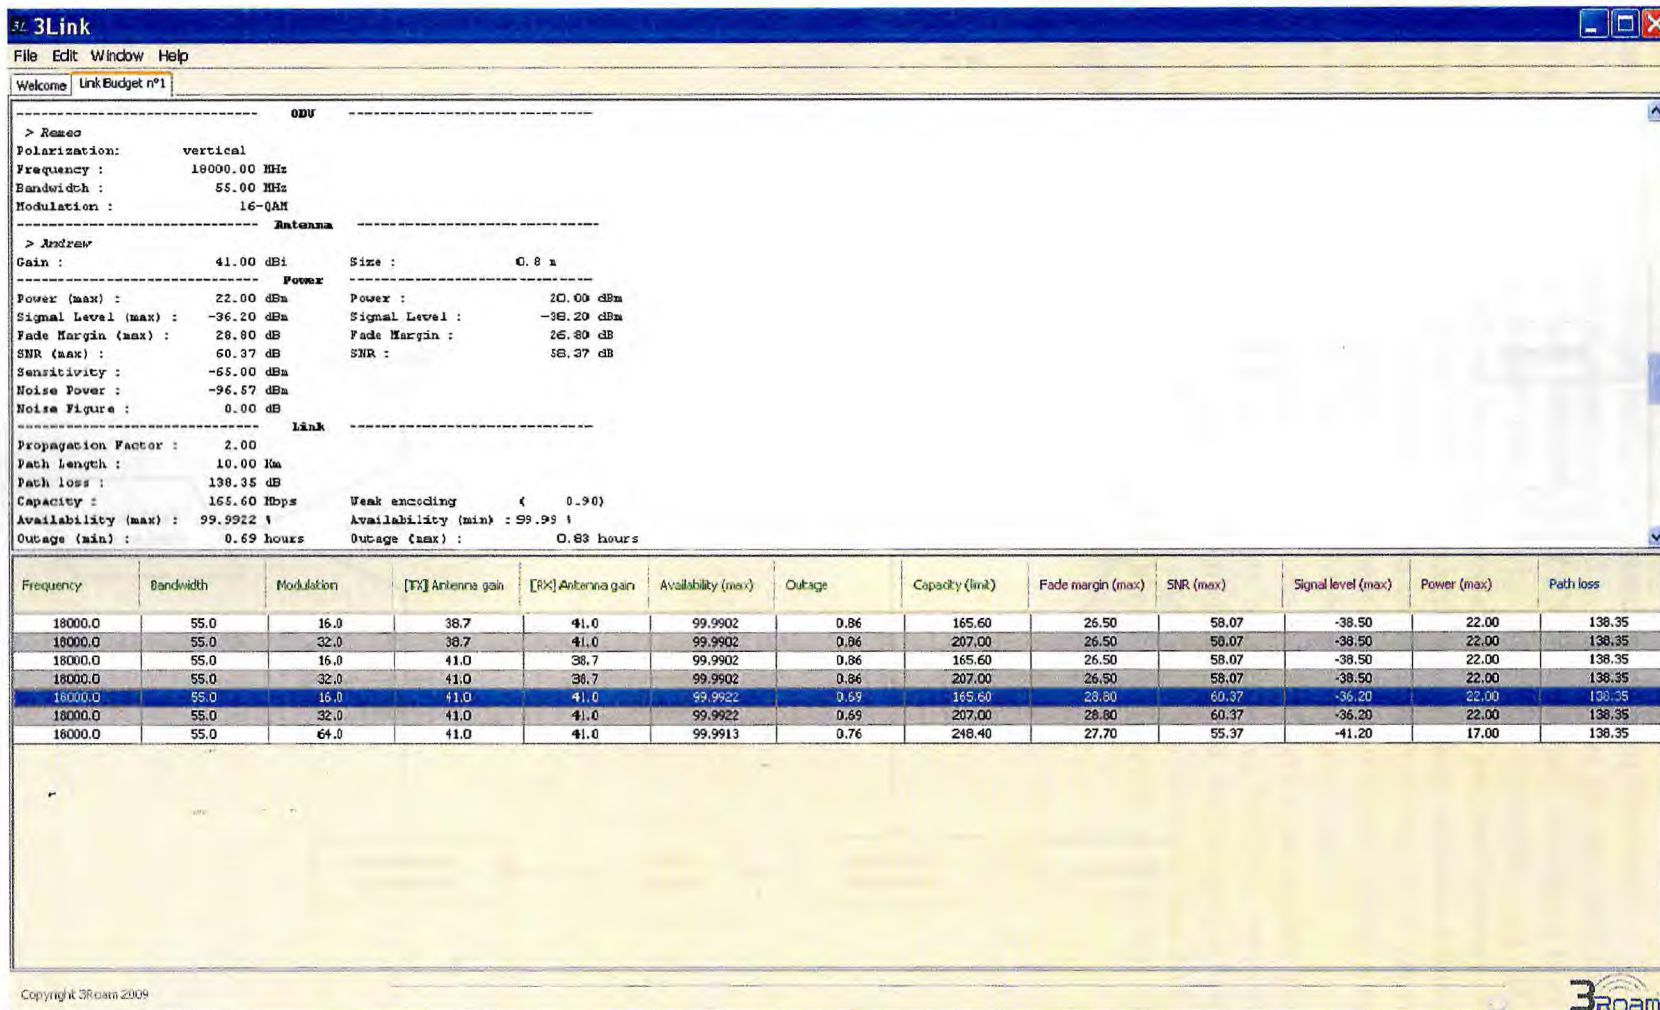 3L 3Link
File Edit Window Help
Welcome Link Budget nº1
------------------------------ ODU ------------------------------
> Romeo
Polarization: vertical
Frequency : 18000.00 MHz
Bandwidth : 55.00 MHz
Modulation : 16-QAM
------------------------------ Antenna ------------------------------
> Andrew
Gain : 41.00 dBi Size : 0.8 m
------------------------------ Power ------------------------------
Power (max) : 22.00 dBm Power : 20.00 dBm
Signal Level (max) : -36.20 dBm Signal Level : -38.20 dBm
Fade Margin (max) : 28.80 dB Fade Margin : 26.80 dB
SNR (max) : 60.37 dB SNR : 58.37 dB
Sensitivity : -65.00 dBm
Noise Power : -96.57 dBm
Noise Figure : 0.00 dB
------------------------------ Link ------------------------------
Propagation Factor : 2.00
Path Length : 10.00 Km
Path loss : 138.35 dB
Capacity : 165.60 Mbps Weak encoding ( 0.90)
Availability (max) : 99.9922 % Availability (min) : 99.99 %
Outage (min) : 0.69 hours Outage (max) : 0.83 hours
Frequency Bandwidth Modulation [TX] Antenna gain [RX] Antenna gain Availability (max) Outage Capacity (limit) Fade margin (max) SNR (max) Signal level (max) Power (max) Path loss
18000.0 55.0 16.0 38.7 41.0 99.9902 0.86 165.60 26.50 58.07 -38.50 22.00 138.35
18000.0 55.0 32.0 38.7 41.0 99.9902 0.86 207.00 26.50 58.07 -38.50 22.00 138.35
18000.0 55.0 16.0 41.0 38.7 99.9902 0.86 165.60 26.50 58.07 -38.50 22.00 138.35
18000.0 55.0 32.0 41.0 38.7 99.9902 0.86 207.00 26.50 58.07 -38.50 22.00 138.35
18000.0 55.0 16.0 41.0 41.0 99.9922 0.69 165.60 28.80 60.37 -36.20 22.00 138.35
18000.0 55.0 32.0 41.0 41.0 99.9922 0.69 207.00 28.80 60.37 -36.20 22.00 138.35
18000.0 55.0 64.0 41.0 41.0 99.9913 0.76 248.40 27.70 55.37 -41.20 17.00 138.35
Copyright 3Roam 2009
3Roam